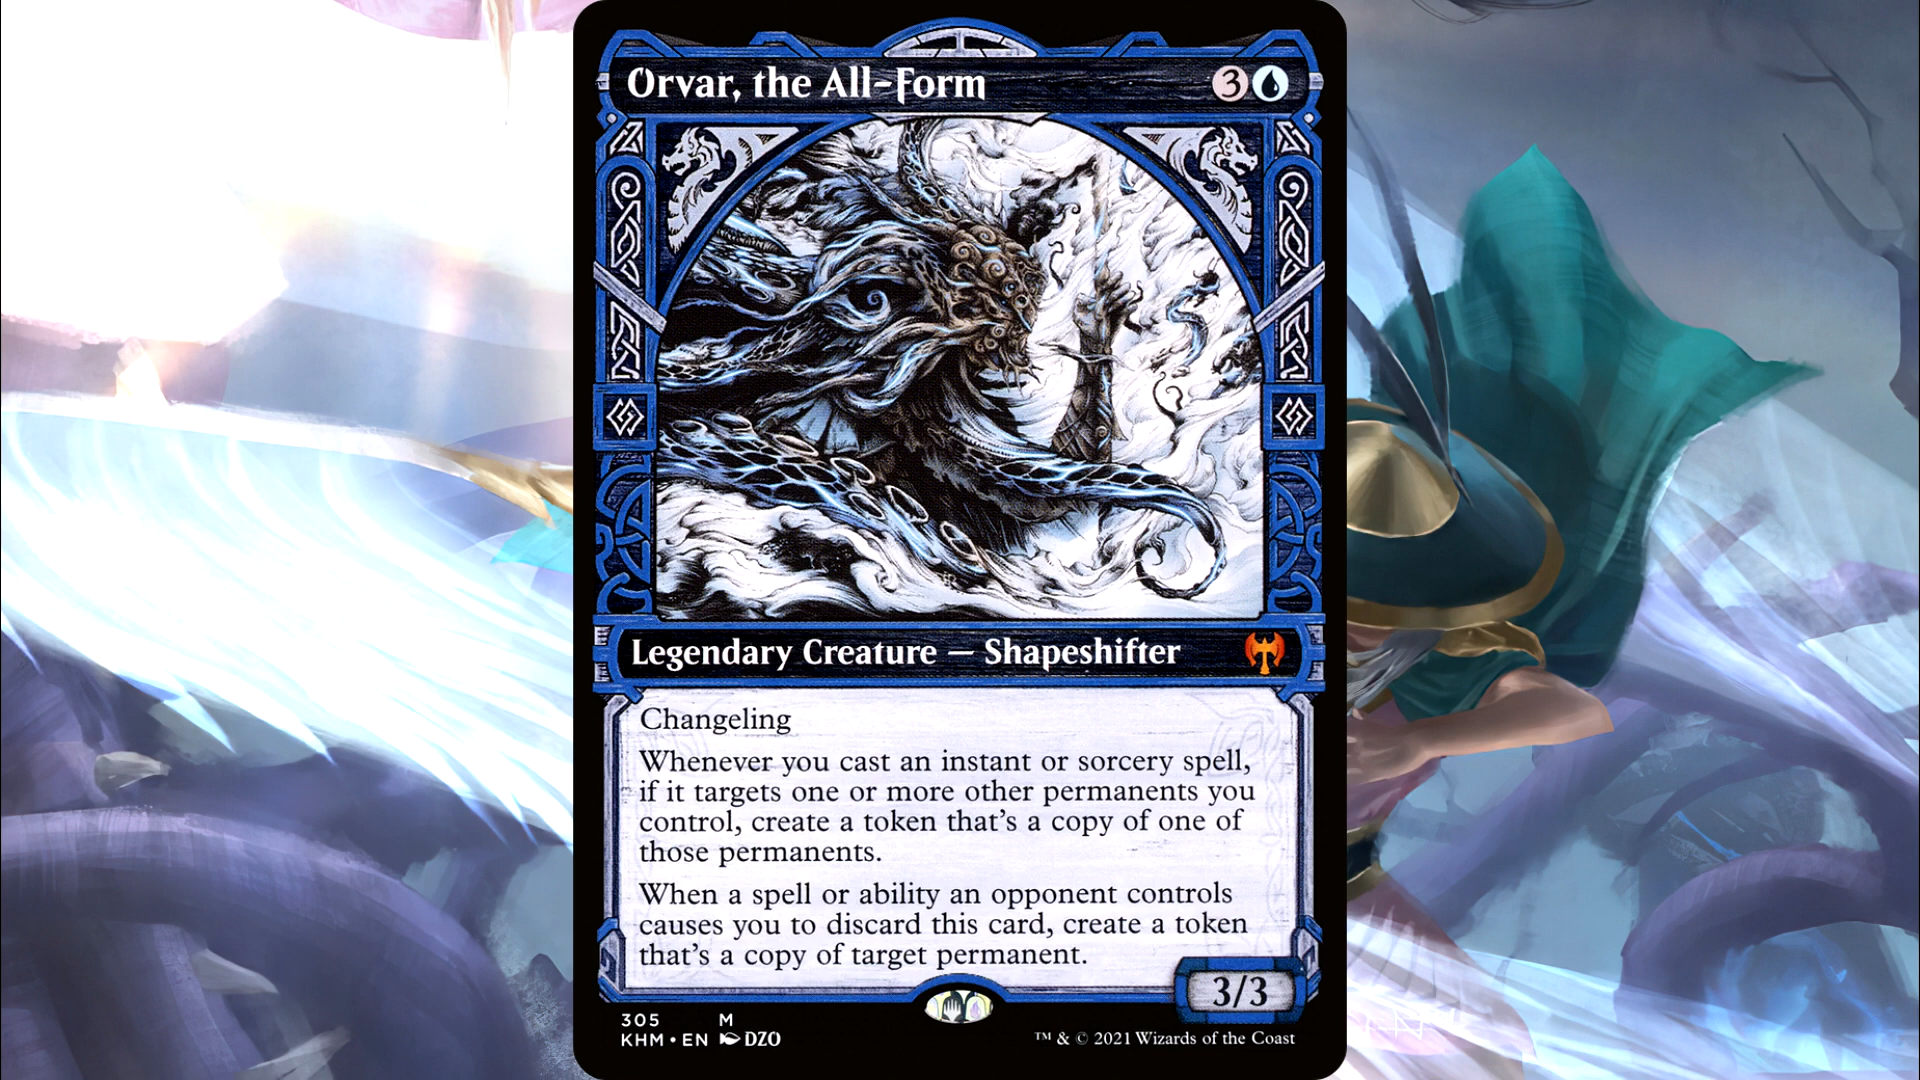 Orvar, the All-Form 3
Legendary Creature — Shapeshifter
Changeling
Whenever you cast an instant or sorcery spell,
if it targets one or more other permanents you
control, create a token that's a copy of one of
those permanents.
When a spell or ability an opponent controls
causes you to discard this card, create a token
that's a copy of target permanent.
3/3
305 M
KHM • EN DZO
™ & © 2021 Wizards of the Coast